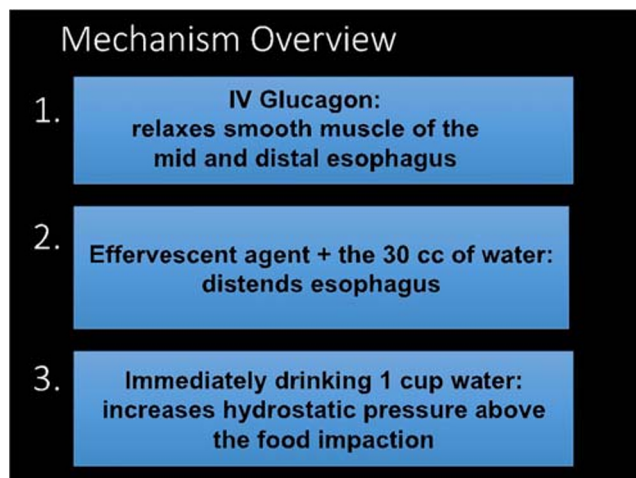 Mechanism Overview
1.
IV Glucagon:
relaxes smooth muscle of the
mid and distal esophagus
2.
Effervescent agent + the 30 cc of water:
distends esophagus
3.
Immediately drinking 1 cup water:
increases hydrostatic pressure above
the food impaction